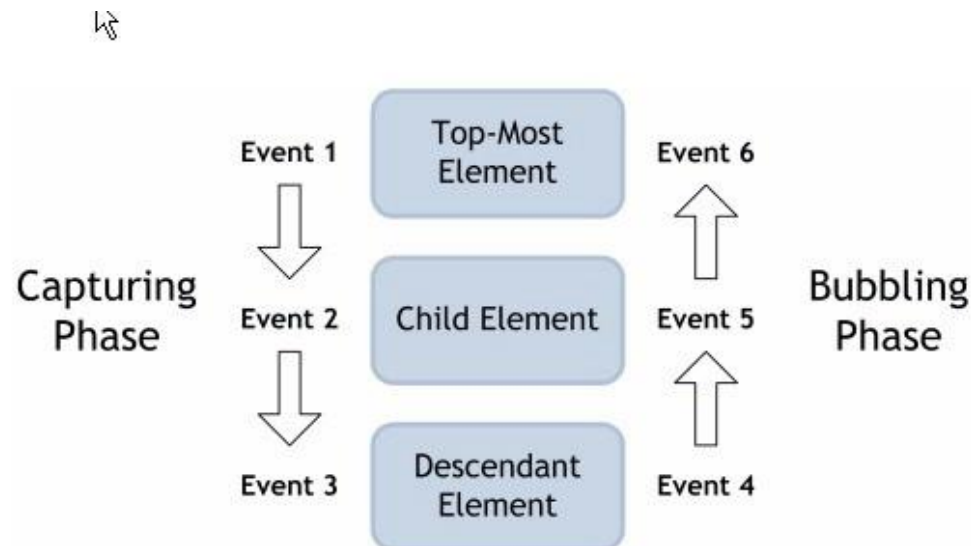 Event 1
Top-Most
Element
Event 6
Capturing
Phase
Event 2
Child Element
Event 5
Bubbling
Phase
Event 3
Descendant
Element
Event 4